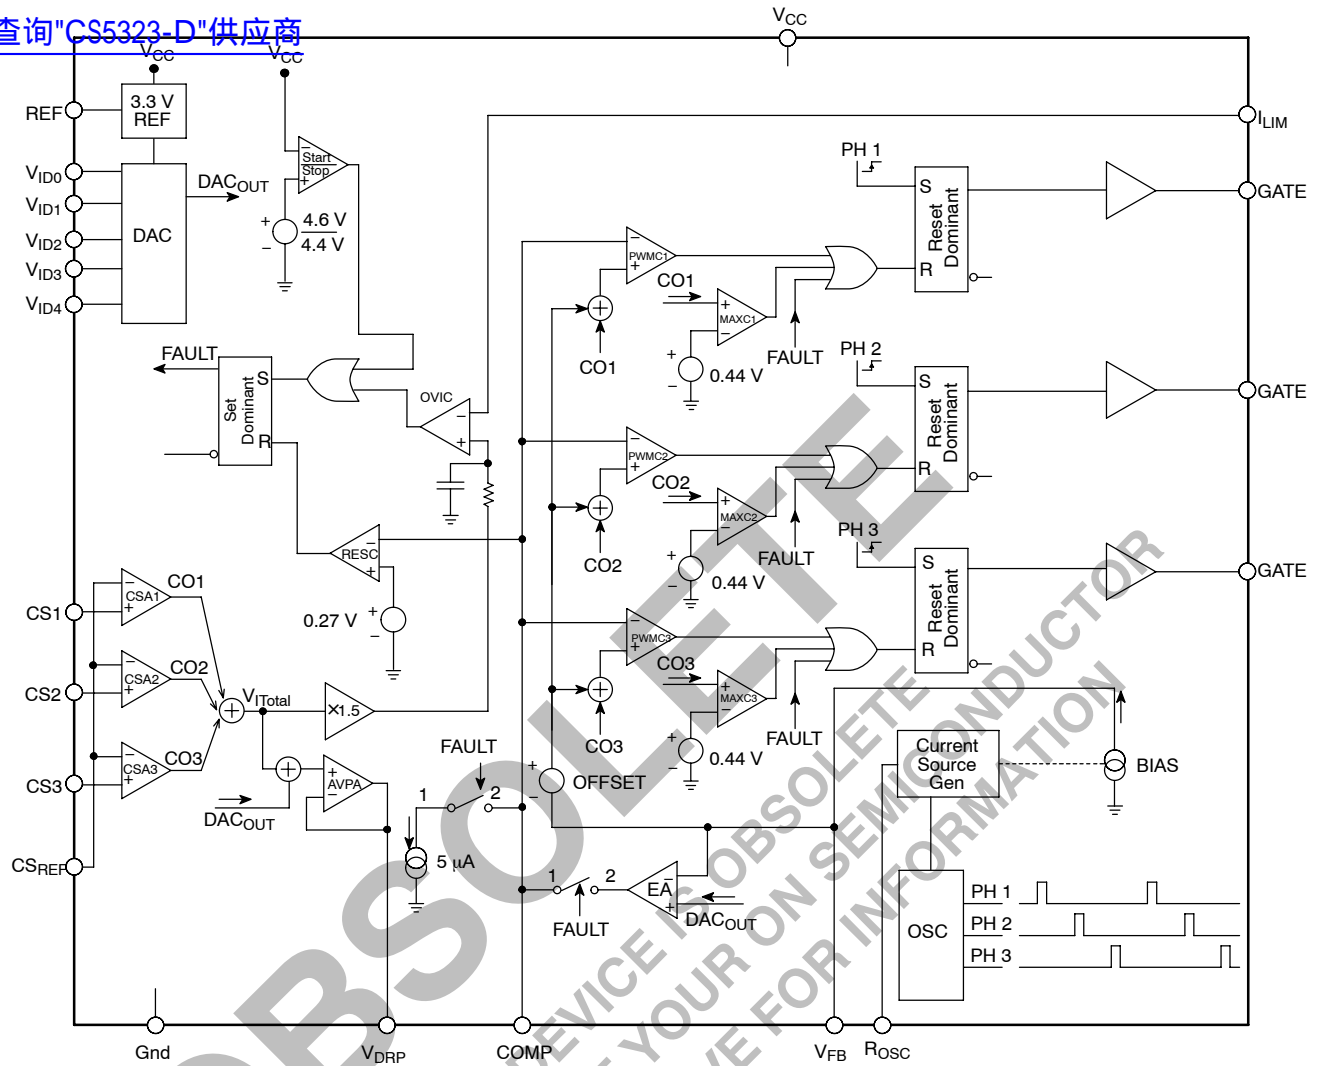 查询"CS5323-D"供应商
VCC
VCC
VCC
3.3 V
REF
REF
ILIM
VID0
VID1
VID2
VID3
VID4
DAC
DACOUT
Start
Stop
+
−
4.6 V
4.4 V
PH 1
S
R
Reset
Dominant
GATE
PWMC1
CO1
CO1
MAXC1
0.44 V
FAULT
FAULT
Set
Dominant
S
R
OVIC
PH 2
S
R
Reset
Dominant
GATE
PWMC2
CO2
CO2
MAXC2
0.44 V
FAULT
RESC
0.27 V
PH 3
S
R
Reset
Dominant
GATE
PWMC3
CO3
CO3
MAXC3
0.44 V
FAULT
CS1
CSA1
CO1
CS2
CSA2
CO2
CS3
CSA3
CO3
CSREF
VITotal
X1.5
AVPA
DACOUT
FAULT
1
2
5 μA
OFFSET
1
2
FAULT
EA
DACOUT
Current
Source
Gen
BIAS
OSC
PH 1
PH 2
PH 3
Gnd
VDRP
COMP
VFB
ROSC
OBSOLETE
DEVICE IS OBSOLETE
YOUR ON SEMICONDUCTOR
VE FOR INFORMATION